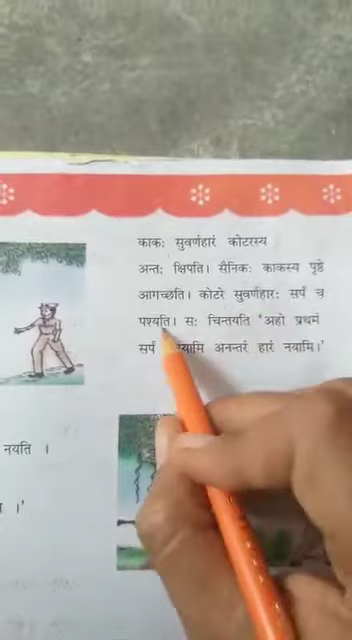 काकः सुवर्णहारं कोटरस्य
अन्तः क्षिपति। सैनिकः काकस्य पृष्ठे
आगच्छति। कोटरे सुवर्णहारः सर्पं च
पश्यति। सः चिन्तयति 'अहो प्रथमं
सर्पं अनन्तरं हारं नयामि।'
नयति ।